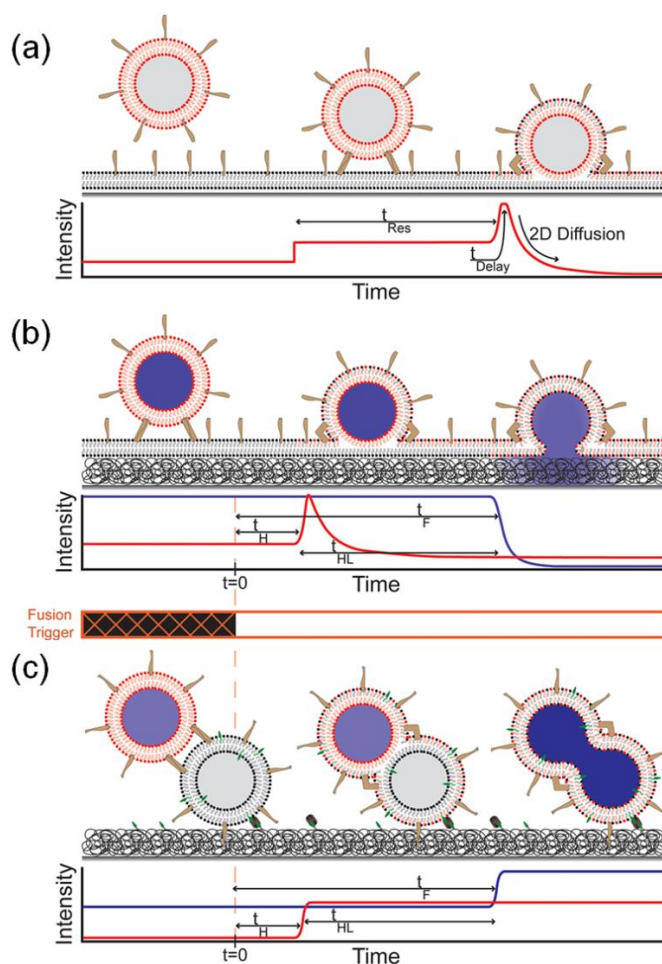 (a)
Intensity
t Res
t Delay
2D Diffusion
Time
(b)
Intensity
t H
t F
t HL
t=0
Time
Fusion
Trigger
(c)
Intensity
t F
t H
t HL
t=0
Time